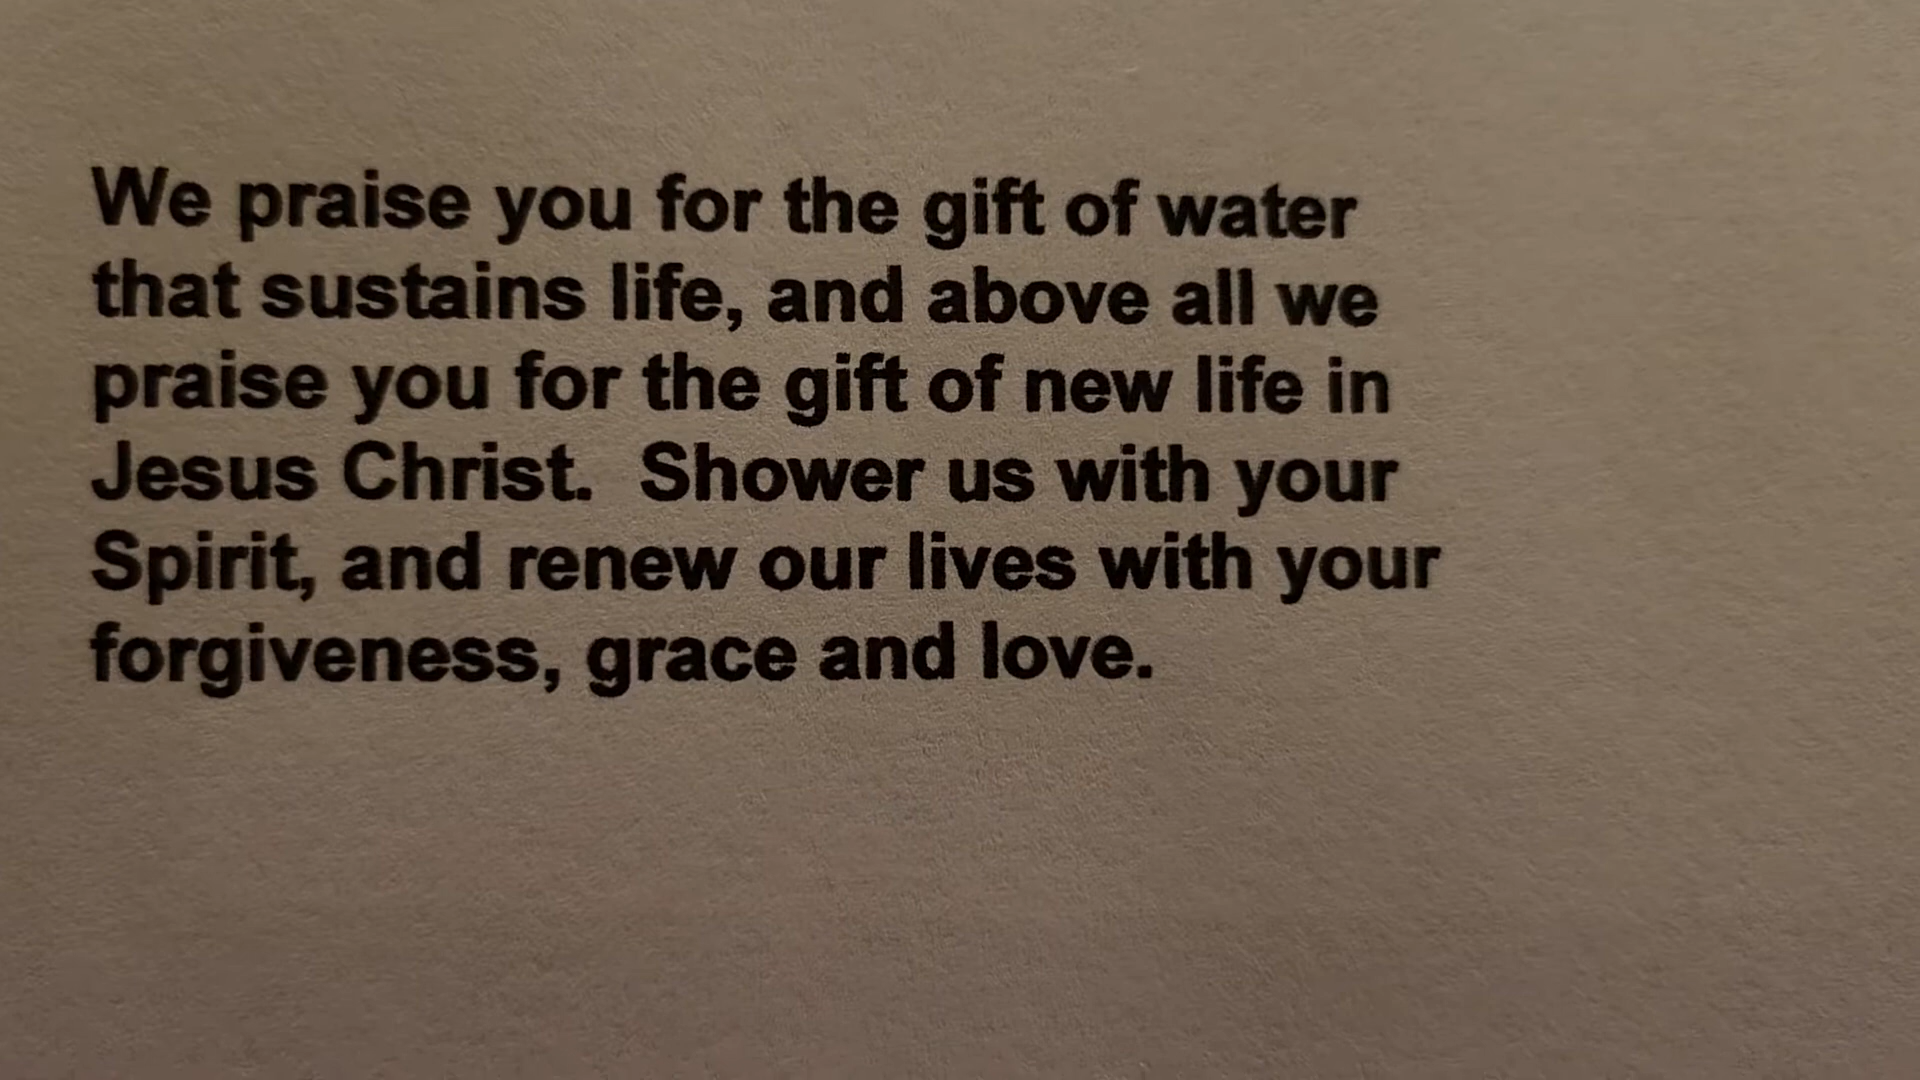 We praise you for the gift of water
that sustains life, and above all we
praise you for the gift of new life in
Jesus Christ.  Shower us with your
Spirit, and renew our lives with your
forgiveness, grace and love.